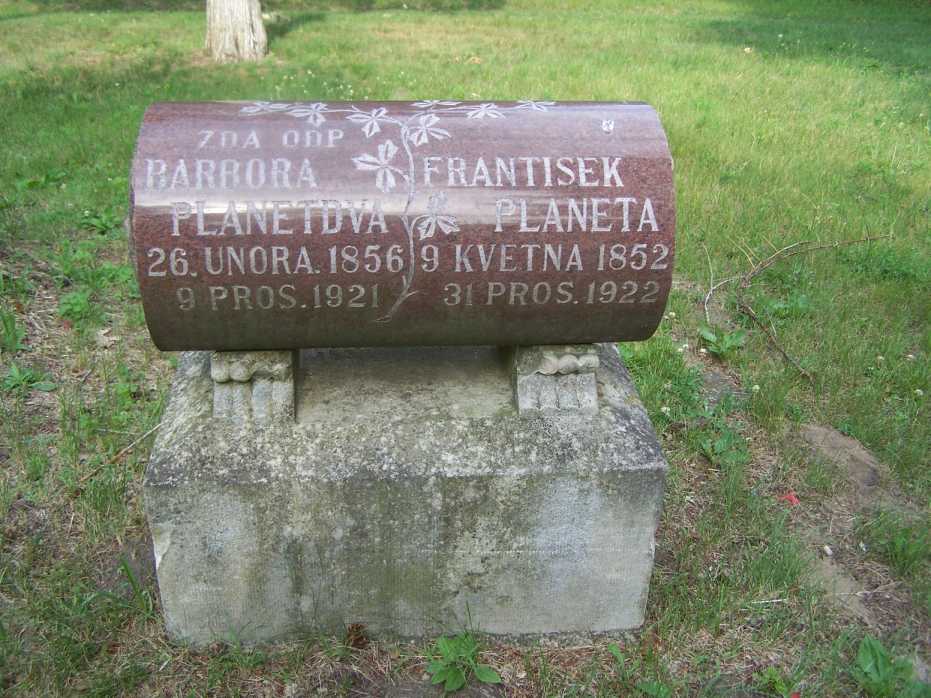 ZDA ODP
BARBORA
PLANETOVA
26. UNORA. 1856
9 PROS. 1921
FRANTISEK
PLANETA
9 KVETNA 1852
31 PROS. 1922